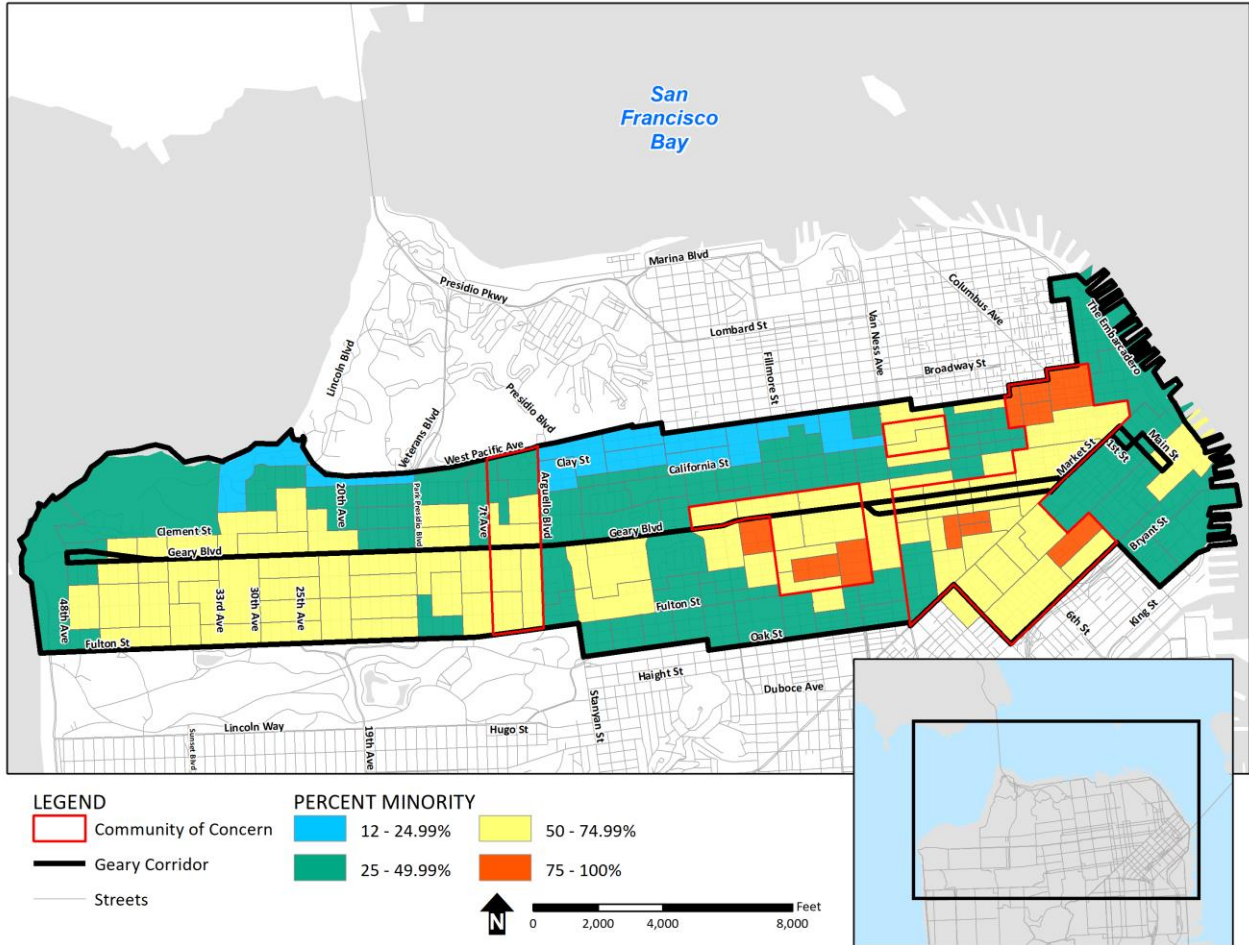 San
Francisco
Bay
Marina Blvd
Presidio Pkwy
Columbus Ave
The Embarcadero
Lombard St
Van Ness Ave
Lincoln Blvd
Fillmore St
Broadway St
Presidio Blvd
Veterans Blvd
West Pacific Ave
Clay St
California St
Market St
1st St
Main St
20th Ave
Park Presidio Blvd
7t Ave
Arguello Blvd
Clement St
Geary Blvd
Geary Blvd
Bryant St
48th Ave
33rd Ave
30th Ave
25th Ave
Fulton St
Fulton St
Oak St
6th St
King St
Haight St
Duboce Ave
Stanyan St
Lincoln Way
Hugo St
Sunset Blvd
19th Ave
LEGEND
Community of Concern
Geary Corridor
Streets
PERCENT MINORITY
12 - 24.99%
50 - 74.99%
25 - 49.99%
75 - 100%
N
0 2,000 4,000 8,000 Feet